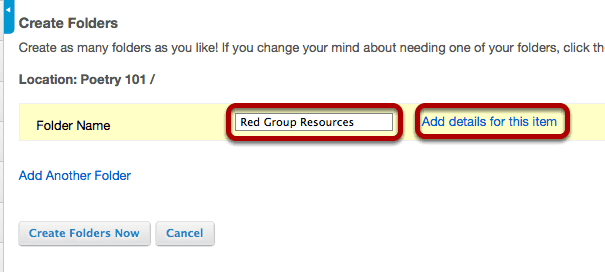 Create Folders
Create as many folders as you like! If you change your mind about needing one of your folders, click the
Location: Poetry 101 /
Folder Name Red Group Resources Add details for this item
Add Another Folder
Create Folders Now Cancel